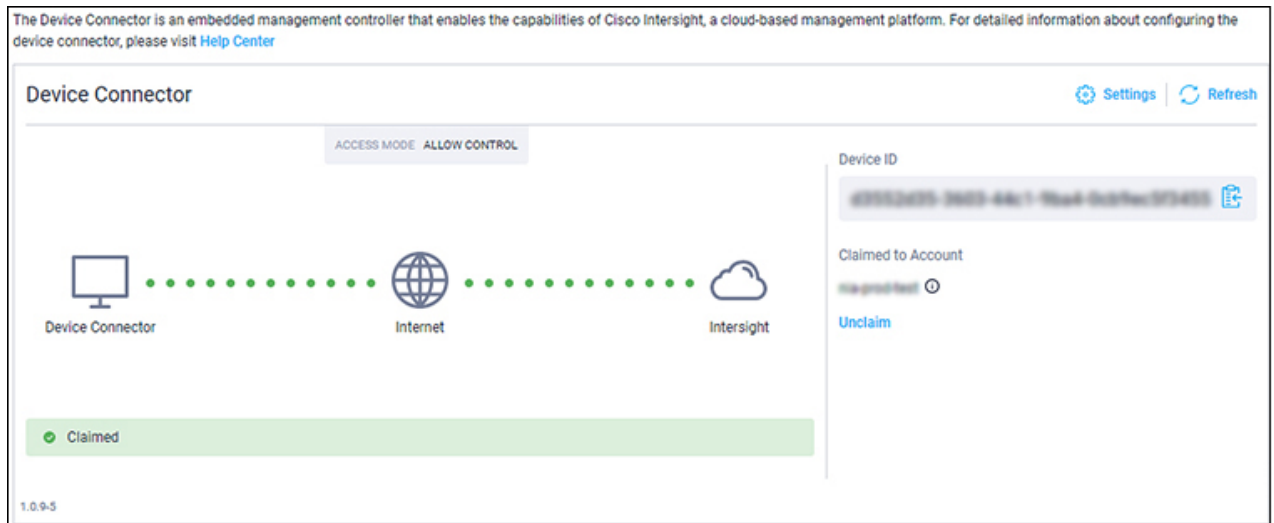 The Device Connector is an embedded management controller that enables the capabilities of Cisco Intersight, a cloud-based management platform. For detailed information about configuring the
device connector, please visit Help Center
Device Connector
Settings
Refresh
ACCESS MODE ALLOW CONTROL
Device ID
Claimed to Account
Unclaim
Device Connector
Internet
Intersight
Claimed
1.0.9-5